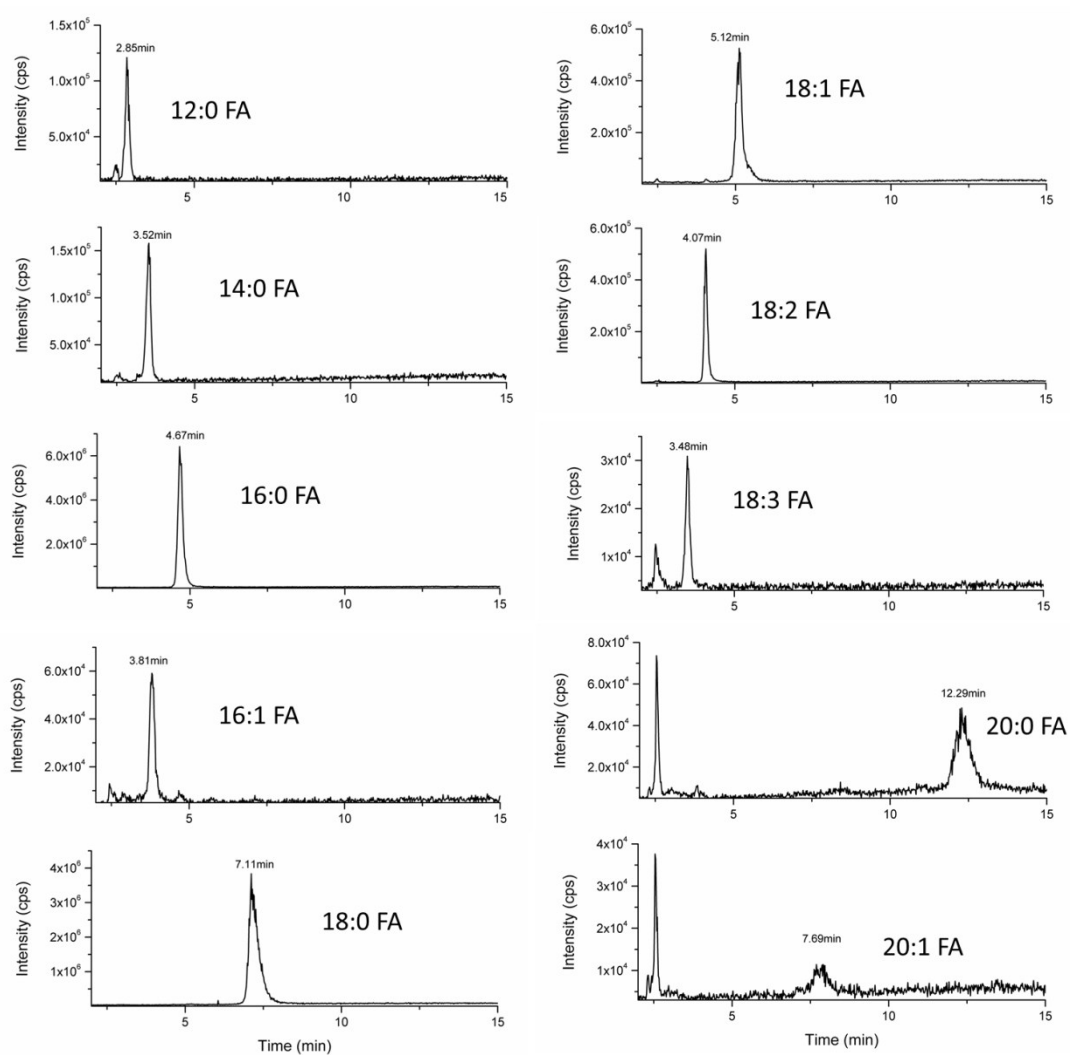 1.5x10⁵
2.85min
1.0x10⁵
12:0 FA
5.0x10⁴
Intensity (cps)
5 10 15
3.52min
1.5x10⁵
1.0x10⁵
14:0 FA
5.0x10⁴
Intensity (cps)
5 10 15
4.67min
6.0x10⁶
4.0x10⁶
16:0 FA
2.0x10⁶
Intensity (cps)
5 10 15
3.81min
6.0x10⁴
4.0x10⁴
16:1 FA
2.0x10⁴
Intensity (cps)
5 10 15
7.11min
4x10⁶
3x10⁶
2x10⁶
18:0 FA
1x10⁶
Intensity (cps)
5 10 15
Time (min)
6.0x10⁵
5.12min
4.0x10⁵
18:1 FA
2.0x10⁵
Intensity (cps)
5 10 15
6.0x10⁵
4.07min
4.0x10⁵
18:2 FA
2.0x10⁵
Intensity (cps)
5 10 15
3.48min
3x10⁴
2x10⁴
18:3 FA
1x10⁴
Intensity (cps)
5 10 15
8.0x10⁴
6.0x10⁴
12.29min
4.0x10⁴
20:0 FA
2.0x10⁴
Intensity (cps)
5 10 15
4x10⁴
3x10⁴
2x10⁴
7.69min
20:1 FA
1x10⁴
Intensity (cps)
5 10 15
Time (min)